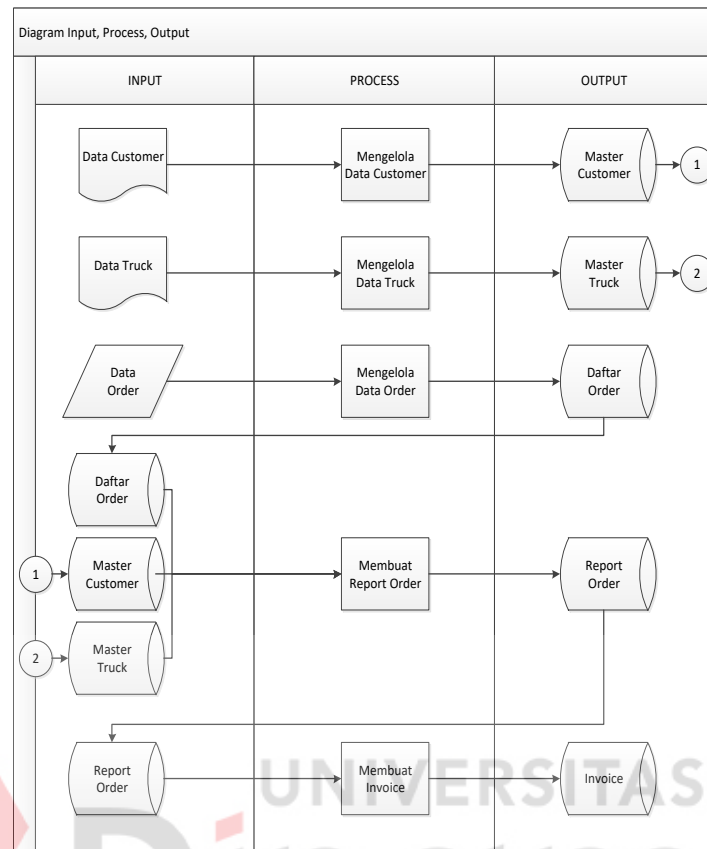 Diagram Input, Process, Output
INPUT
PROCESS
OUTPUT
Data Customer
Mengelola
Data Customer
Master
Customer
1
Data Truck
Mengelola
Data Truck
Master
Truck
2
Data
Order
Mengelola
Data Order
Daftar
Order
Daftar
Order
1
Master
Customer
Membuat
Report Order
Report
Order
2
Master
Truck
Report
Order
Membuat
Invoice
Invoice
UNIVERSITAS